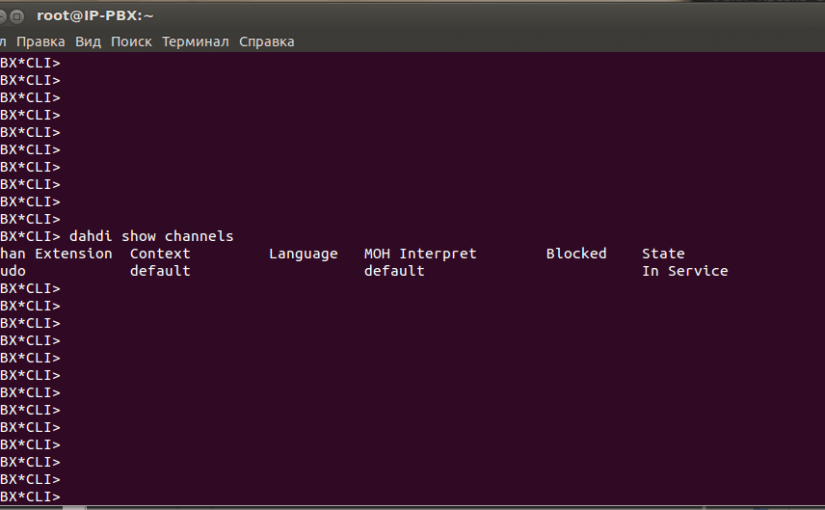 root@IP-PBX:~
л Правка Вид Поиск Терминал Справка
BX*CLI>
BX*CLI>
BX*CLI>
BX*CLI>
BX*CLI>
BX*CLI>
BX*CLI>
BX*CLI>
BX*CLI>
BX*CLI>
BX*CLI> dahdi show channels
han Extension Context Language MOH Interpret Blocked State
udo default default In Service
BX*CLI>
BX*CLI>
BX*CLI>
BX*CLI>
BX*CLI>
BX*CLI>
BX*CLI>
BX*CLI>
BX*CLI>
BX*CLI>
BX*CLI>
BX*CLI>
BX*CLI>